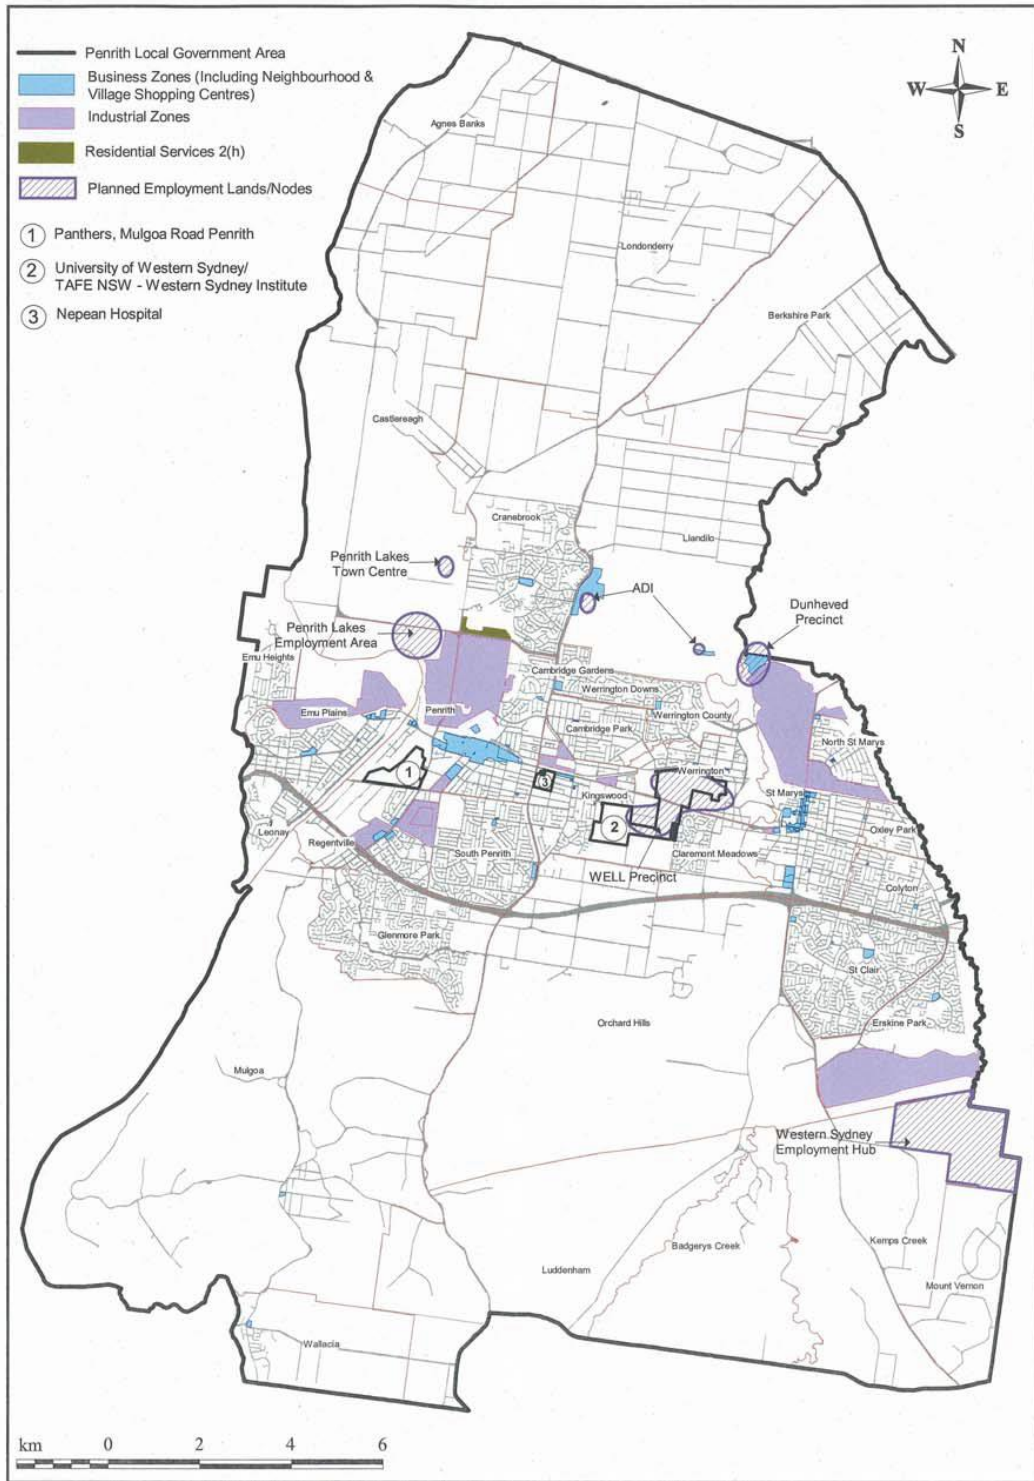 Penrith Local Government Area
Business Zones (Including Neighbourhood &
Village Shopping Centres)
Industrial Zones
Residential Services 2(h)
Planned Employment Lands/Nodes
1 Panthers, Mulgoa Road Penrith
2 University of Western Sydney/
TAFE NSW - Western Sydney Institute
3 Nepean Hospital
N
W E
S
Agnes Banks
Londonderry
Berkshire Park
Castlereagh
Cranebrook
Llandilo
Penrith Lakes
Town Centre
ADI
Dunheved
Precinct
Penrith Lakes
Employment Area
Emu Heights
Cambridge Gardens
Werrington Downs
Emu Plains
Penrith
Werrington County
Cambridge Park
North St Marys
1
3
Werrington
Kingswood
St Marys
2
Leonay
Regentville
South Penrith
Claremont Meadows
Oxley Park
WELL Precinct
Colyton
Glenmore Park
St Clair
Orchard Hills
Erskine Park
Mulgoa
Western Sydney
Employment Hub
Badgerys Creek
Kemps Creek
Luddenham
Mount Vernon
Wallacia
km 0 2 4 6